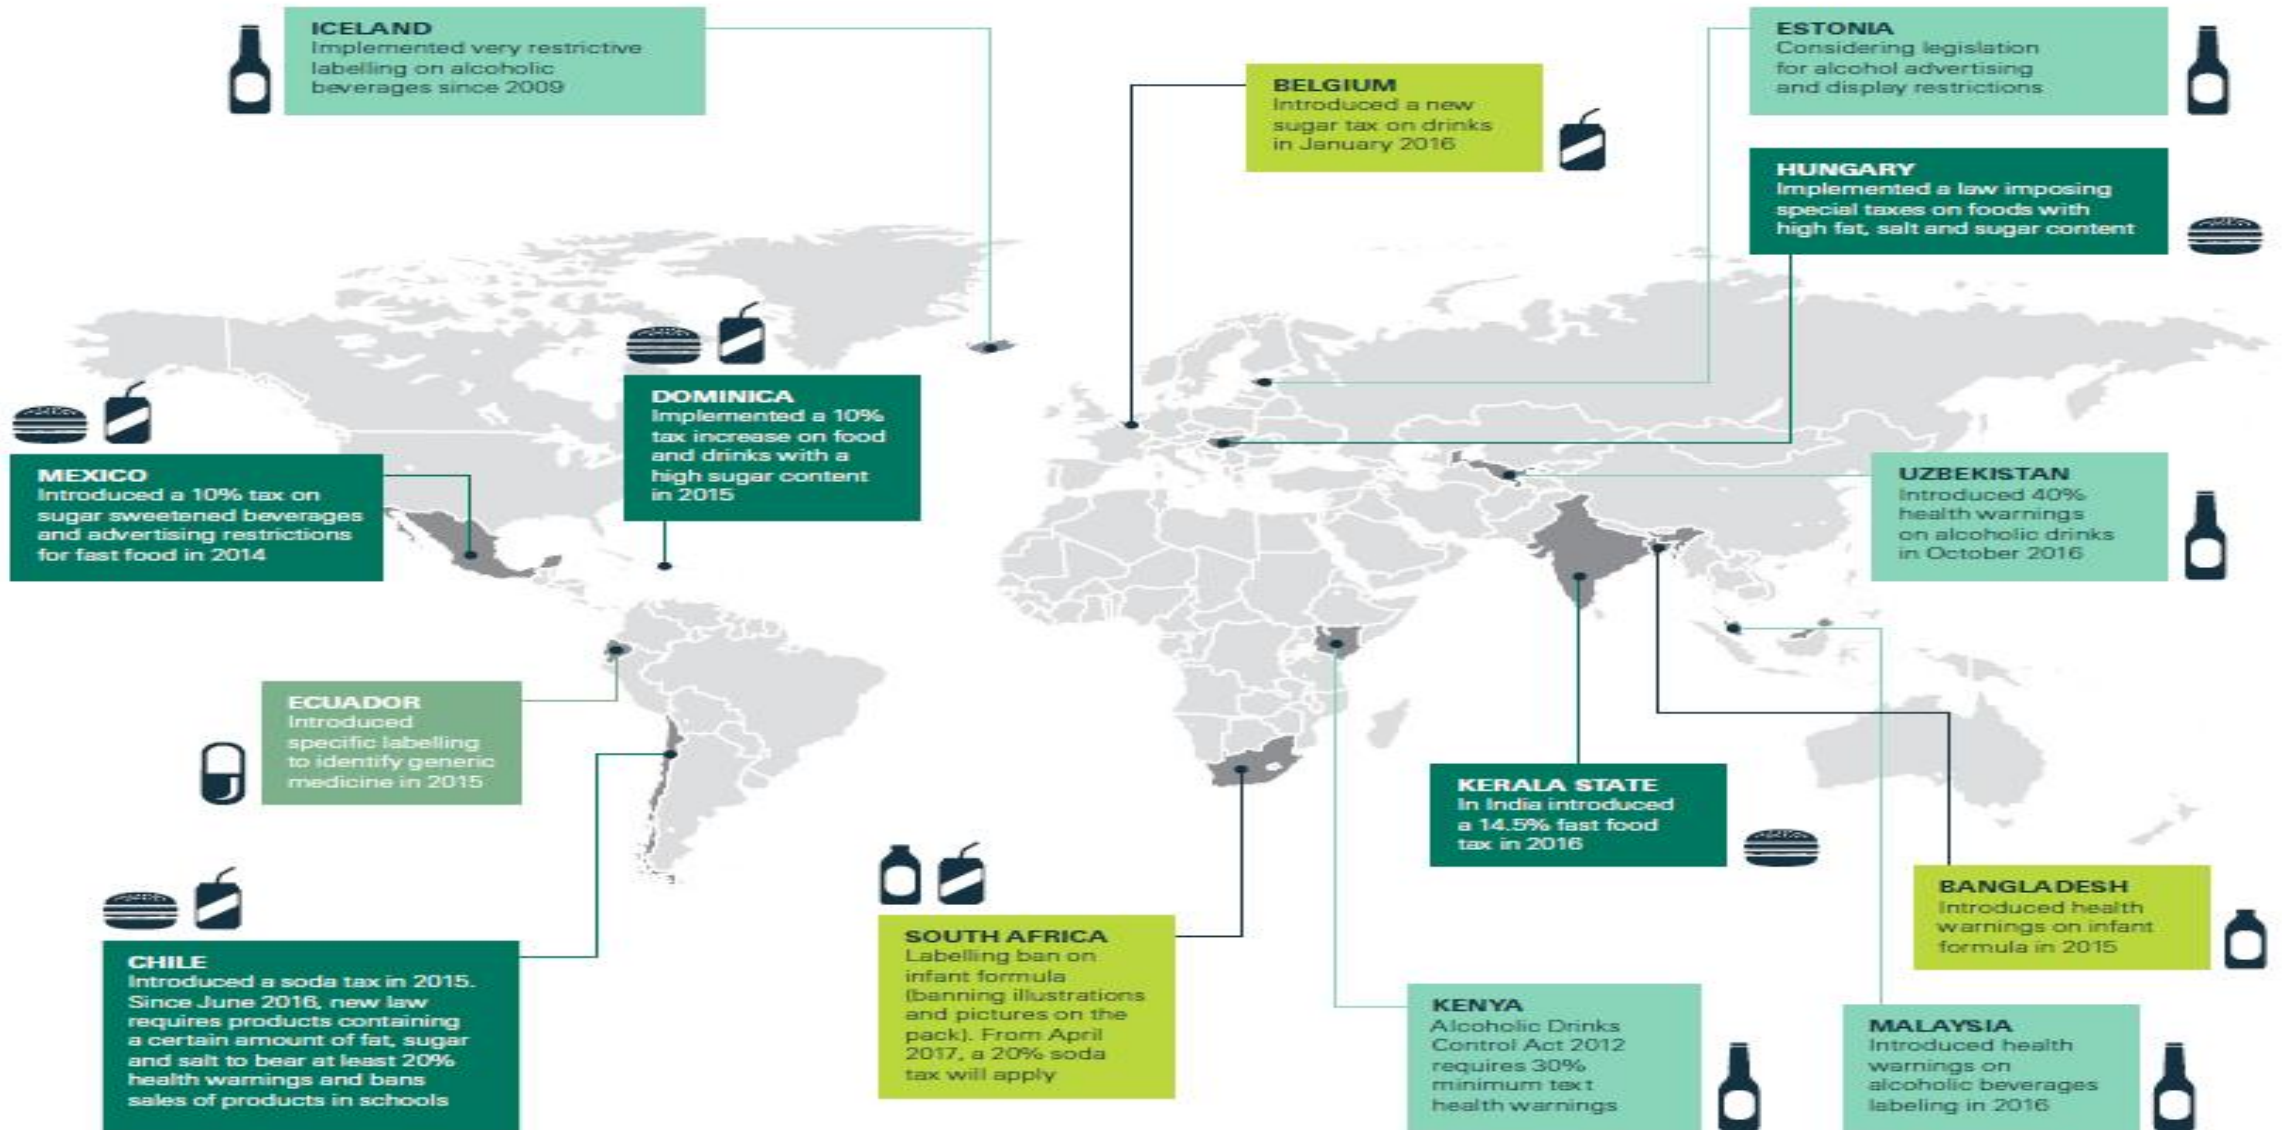 ICELAND
Implemented very restrictive
labelling on alcoholic
beverages since 2009
BELGIUM
Introduced a new
sugar tax on drinks
in January 2016
ESTONIA
Considering legislation
for alcohol advertising
and display restrictions
HUNGARY
Implemented a law imposing
special taxes on foods with
high fat, salt and sugar content
DOMINICA
Implemented a 10%
tax increase on food
and drinks with a
high sugar content
in 2015
MEXICO
Introduced a 10% tax on
sugar sweetened beverages
and advertising restrictions
for fast food in 2014
UZBEKISTAN
Introduced 40%
health warnings
on alcoholic drinks
in October 2016
ECUADOR
Introduced
specific labelling
to identify generic
medicine in 2015
KERALA STATE
In India introduced
a 14.5% fast food
tax in 2016
BANGLADESH
Introduced health
warnings on infant
formula in 2015
CHILE
Introduced a soda tax in 2015.
Since June 2016, new law
requires products containing
a certain amount of fat, sugar
and salt to bear at least 20%
health warnings and bans
sales of products in schools
SOUTH AFRICA
Labelling ban on
infant formula
(banning illustrations
and pictures on the
pack). From April
2017, a 20% soda
tax will apply
KENYA
Alcoholic Drinks
Control Act 2012
requires 30%
minimum text
health warnings
MALAYSIA
Introduced health
warnings on
alcoholic beverages
labeling in 2016